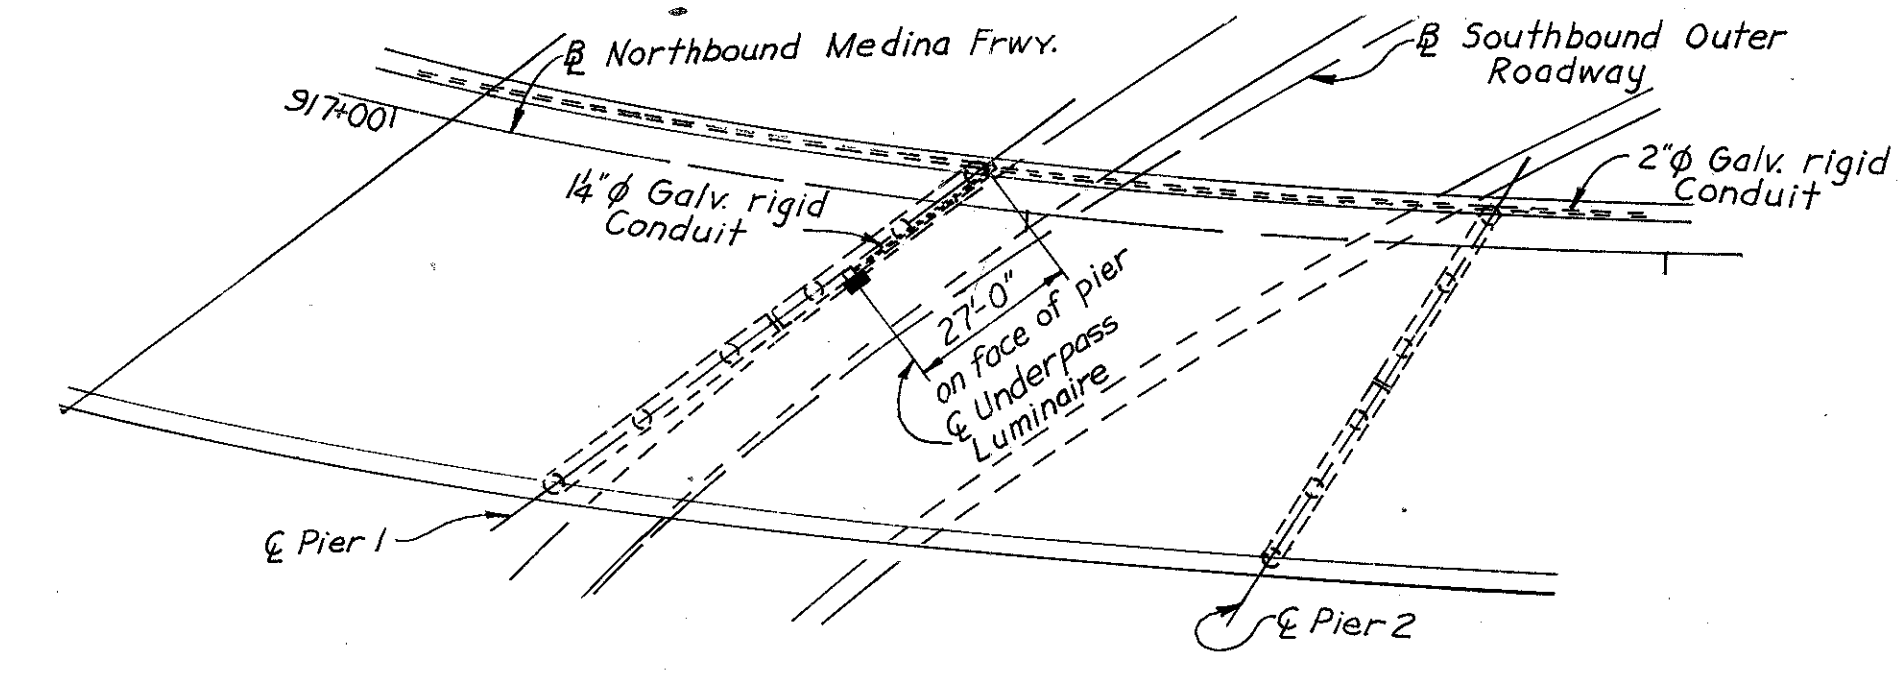 ℄ Northbound Medina Frwy.
℄ Southbound Outer
Roadway
917+00
1¼"φ Galv. rigid
Conduit
2"φ Galv. rigid
Conduit
27'-0"
on face of pier
℄ Underpass
Luminaire
℄ Pier 1
℄ Pier 2